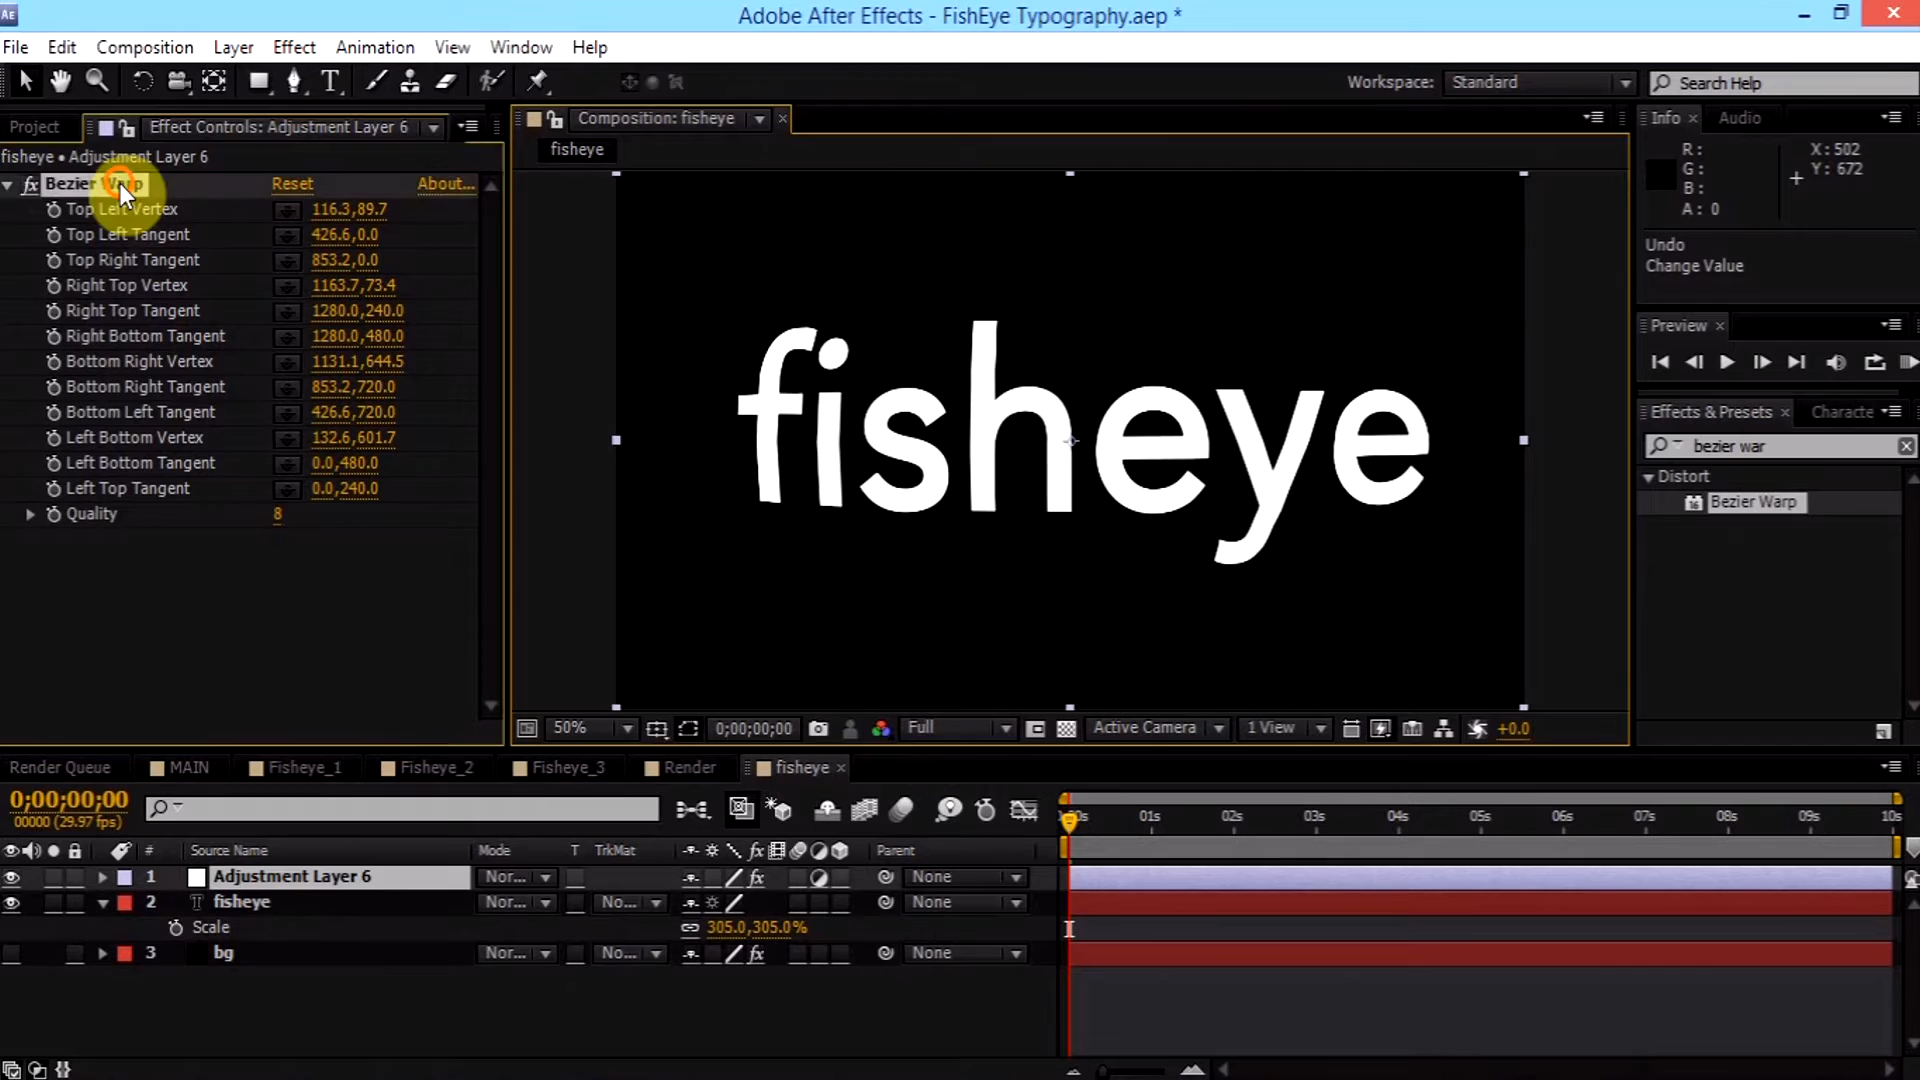 Ae
Adobe After Effects - FishEye Typography.aep *
File Edit Composition Layer Effect Animation View Window Help
Workspace: Standard
Search Help
Project
Effect Controls: Adjustment Layer 6
Composition: fisheye
Info
Audio
fisheye • Adjustment Layer 6
fisheye
R: X: 502
G: Y: 672
B:
A: 0
fx Bezier Warp Reset About...
Top Left Vertex 116.3,89.7
Top Left Tangent 426.6,0.0
Top Right Tangent 853.2,0.0
Right Top Vertex 1163.7,73.4
Right Top Tangent 1280.0,240.0
Right Bottom Tangent 1280.0,480.0
Bottom Right Vertex 1131.1,644.5
Bottom Right Tangent 853.2,720.0
Bottom Left Tangent 426.6,720.0
Left Bottom Vertex 132.6,601.7
Left Bottom Tangent 0.0,480.0
Left Top Tangent 0.0,240.0
Quality 8
Undo
Change Value
Preview
fisheye
Effects & Presets
Characte
bezier war
Distort
Bezier Warp
50% 0;00;00;00 Full Active Camera 1 View +0.0
Render Queue MAIN Fisheye_1 Fisheye_2 Fisheye_3 Render fisheye
0;00;00;00
00000 (29.97 fps)
01s 02s 03s 04s 05s 06s 07s 08s 09s 10s
# Source Name Mode T TrkMat fx Parent
1 Adjustment Layer 6 Nor... fx None
2 T fisheye Nor... No... None
Scale 305.0,305.0%
3 bg Nor... No... fx None